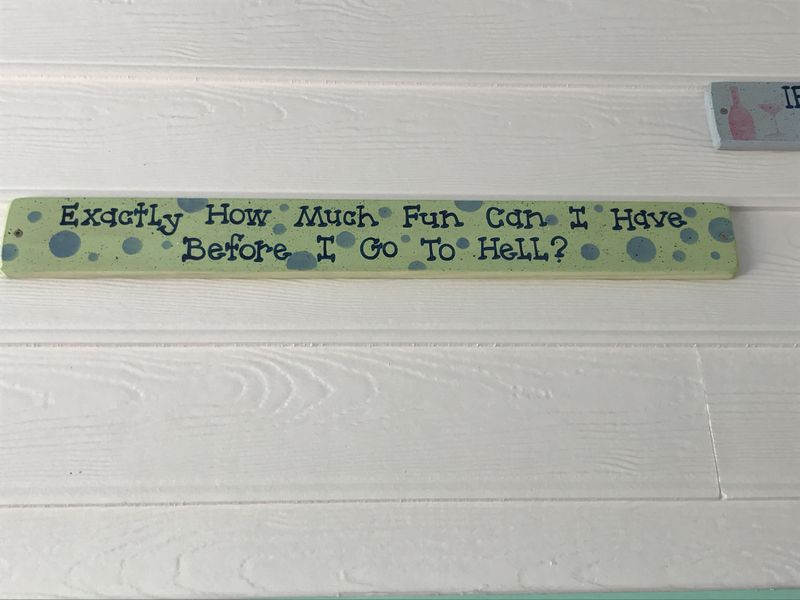 Exactly How Much Fun Can I Have
Before I Go To Hell?